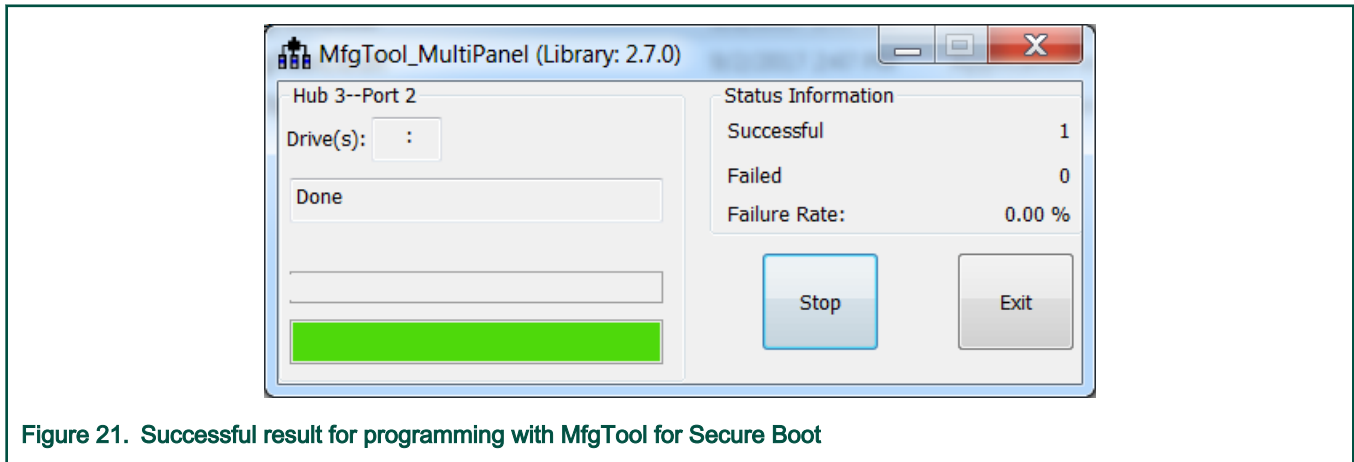 MfgTool_MultiPanel (Library: 2.7.0)
Hub 3--Port 2
Drive(s): :
Done
Status Information
Successful 1
Failed 0
Failure Rate: 0.00 %
Stop Exit
Figure 21. Successful result for programming with MfgTool for Secure Boot